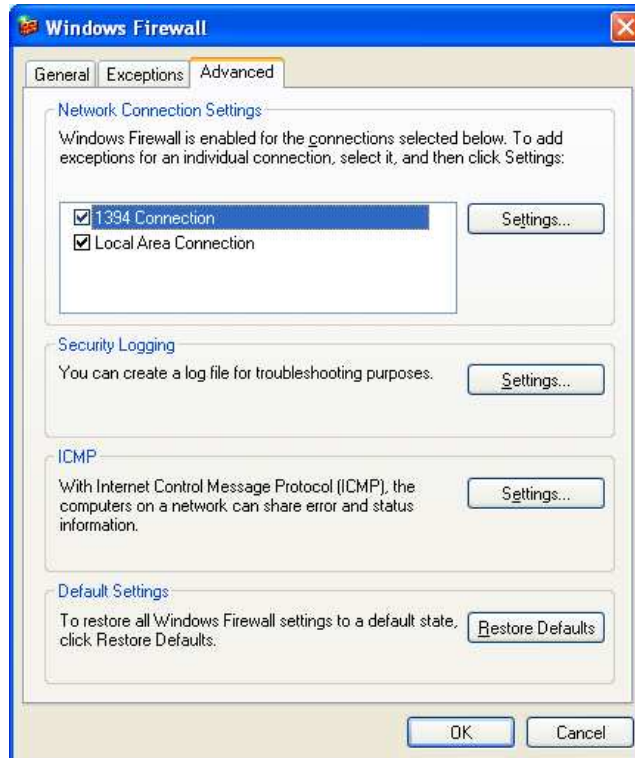 Windows Firewall
General Exceptions Advanced
Network Connection Settings
Windows Firewall is enabled for the connections selected below. To add
exceptions for an individual connection, select it, and then click Settings:
1394 Connection
Local Area Connection
Settings...
Security Logging
You can create a log file for troubleshooting purposes.
Settings...
ICMP
With Internet Control Message Protocol (ICMP), the
computers on a network can share error and status
information.
Settings...
Default Settings
To restore all Windows Firewall settings to a default state,
click Restore Defaults.
Restore Defaults
OK Cancel